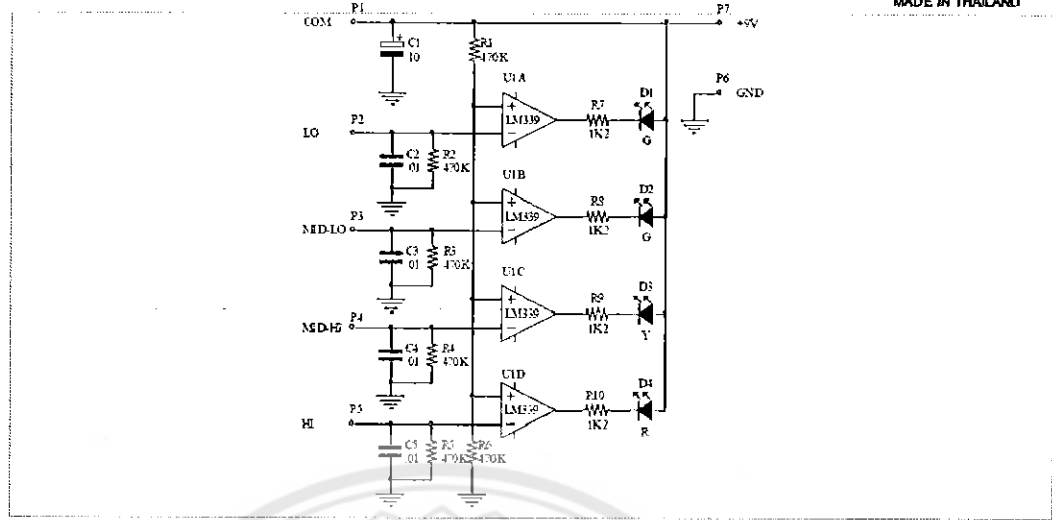 MADE IN THAILAND
P1
COM
P7
+9V
C1
10
R1
470K
P6
GND
U1A
LM339
R7
1K2
D1
G
P2
LO
C2
.01
R2
470K
U1B
LM339
R8
1K2
D2
G
P3
MID-LO
C3
.01
R3
470K
U1C
LM339
R9
1K2
D3
Y
P4
MID-HI
C4
.01
R4
470K
U1D
LM339
R10
1K2
D4
R
P5
HI
C5
.01
R5
470K
R6
470K